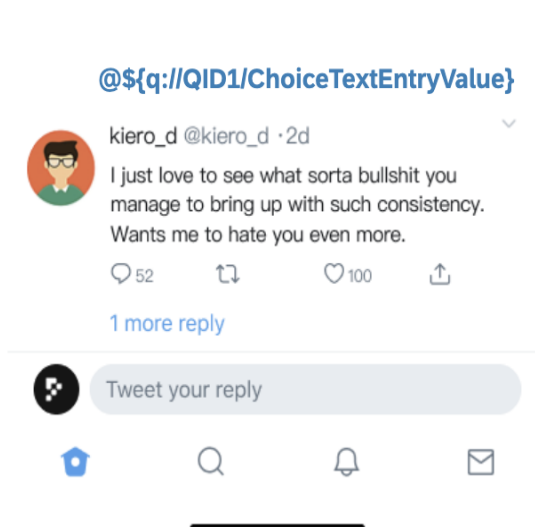 @${q://QID1/ChoiceTextEntryValue}
kiero_d @kiero_d · 2d
I just love to see what sorta bullshit you
manage to bring up with such consistency.
Wants me to hate you even more.
52 100
1 more reply
Tweet your reply